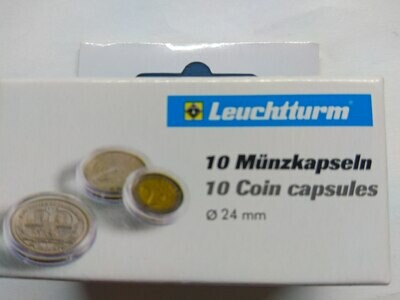 Leuchtturm
10 Münzkapseln
10 Coin capsules
Ø 24 mm